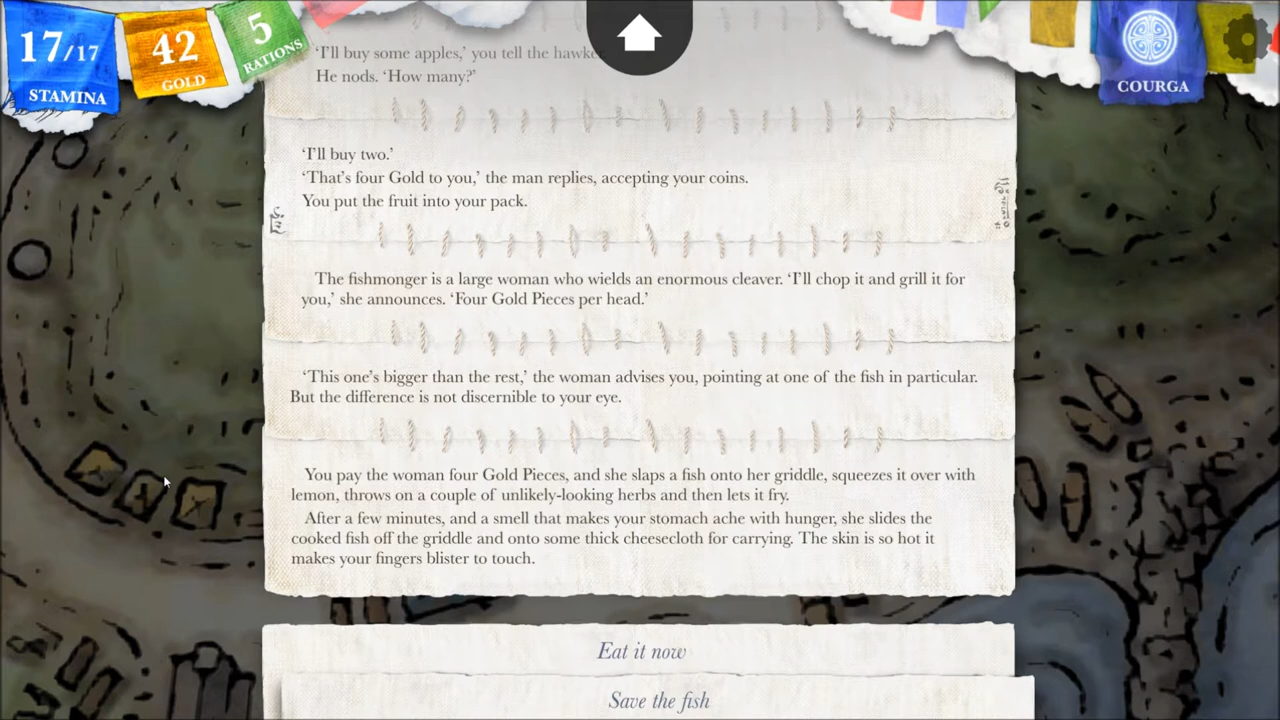 17/17
STAMINA
42
GOLD
5
RATIONS
COURGA
‘I’ll buy some apples,’ you tell the
He nods. ‘How many?’
‘I’ll buy two.’
‘That’s four Gold to you,’ the man replies, accepting your coins.
You put the fruit into your pack.
The fishmonger is a large woman who wields an enormous cleaver. ‘I’ll chop it and grill it for
you,’ she announces. ‘Four Gold Pieces per head.’
‘This one’s bigger than the rest,’ the woman advises you, pointing at one of the fish in particular.
But the difference is not discernible to your eye.
You pay the woman four Gold Pieces, and she slaps a fish onto her griddle, squeezes it over with
lemon, throws on a couple of unlikely-looking herbs and then lets it fry.
After a few minutes, and a smell that makes your stomach ache with hunger, she slides the
cooked fish off the griddle and onto some thick cheesecloth for carrying. The skin is so hot it
makes your fingers blister to touch.
Eat it now
Save the fish